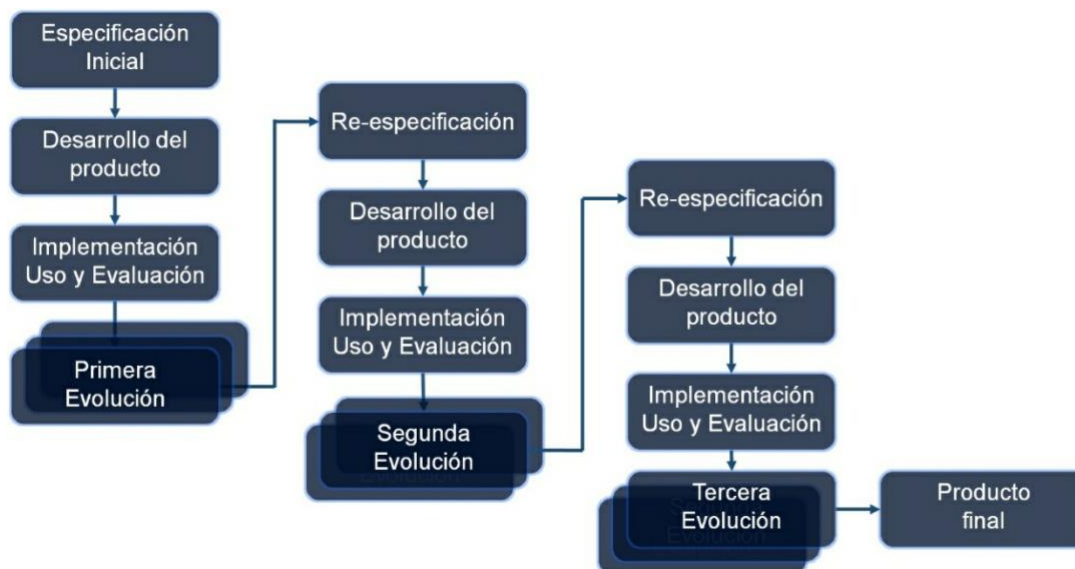 Especificación
Inicial
Desarrollo del
producto
Implementación
Uso y Evaluación
Primera
Evolución
Re-especificación
Desarrollo del
producto
Implementación
Uso y Evaluación
Segunda
Evolución
Re-especificación
Desarrollo del
producto
Implementación
Uso y Evaluación
Tercera
Evolución
Producto
final